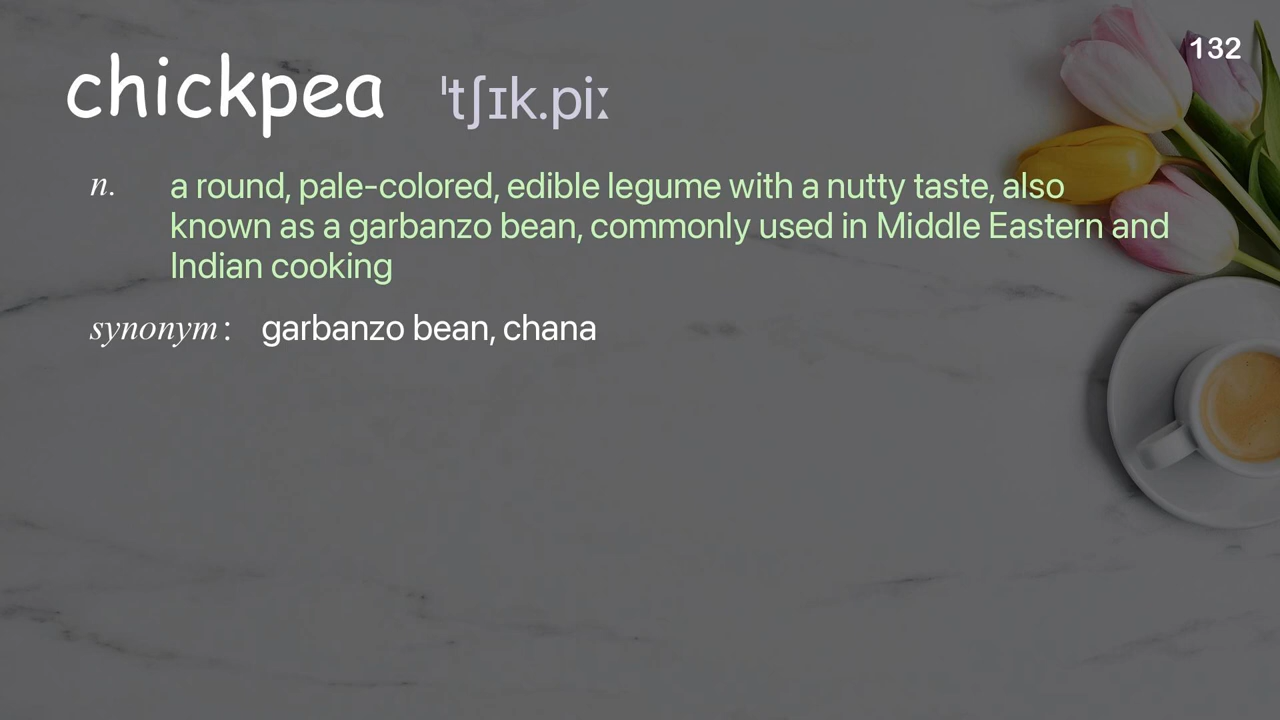 132
chickpea ˈtʃɪk.piː
n. a round, pale-colored, edible legume with a nutty taste, also
known as a garbanzo bean, commonly used in Middle Eastern and
Indian cooking
synonym: garbanzo bean, chana